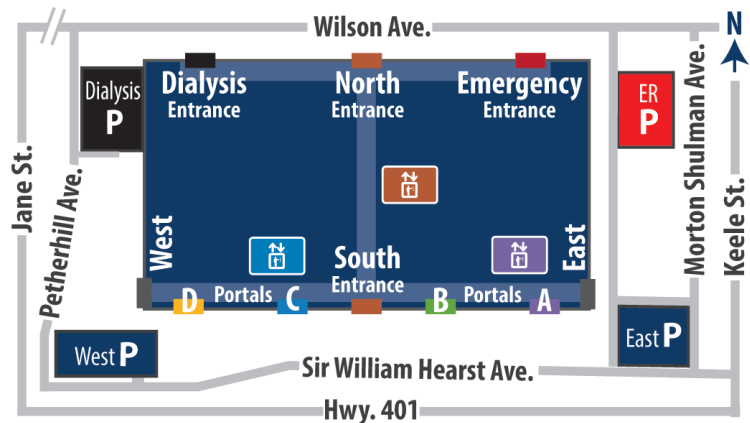 Wilson Ave.
N
Dialysis
P
Dialysis
Entrance
North
Entrance
Emergency
Entrance
ER
P
Jane St.
Petherhill Ave.
Morton Shulman Ave.
Keele St.
West
East
South
Entrance
D Portals C
B Portals A
West P
East P
Sir William Hearst Ave.
Hwy. 401